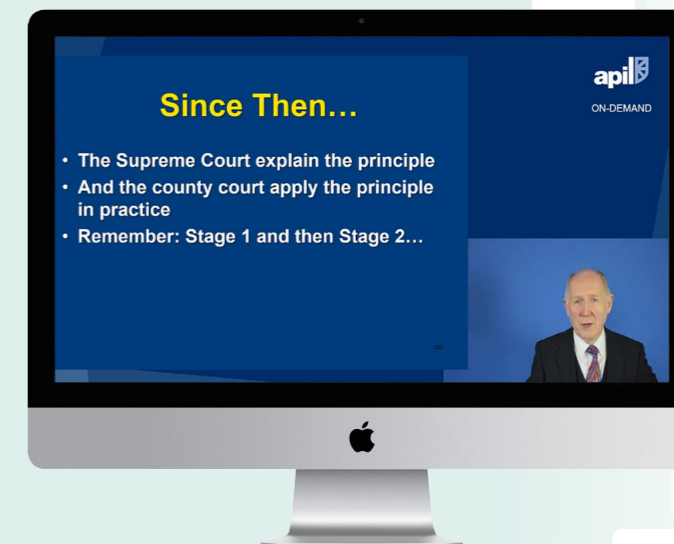 Since Then...
• The Supreme Court explain the principle
• And the county court apply the principle
in practice
• Remember: Stage 1 and then Stage 2...
apil
ON-DEMAND